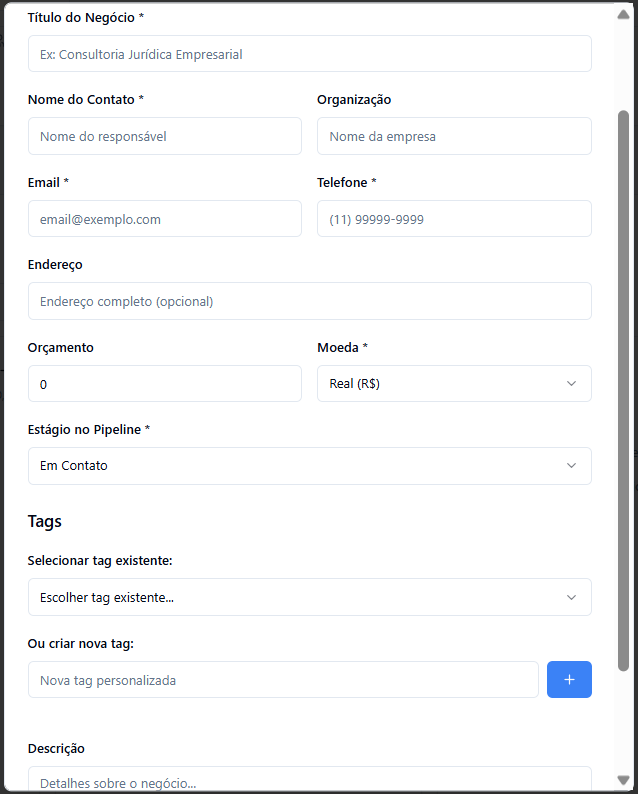 Título do Negócio *
Ex: Consultoria Jurídica Empresarial
Nome do Contato *
Organização
Nome do responsável
Nome da empresa
Email *
Telefone *
email@exemplo.com
(11) 99999-9999
Endereço
Endereço completo (opcional)
Orçamento
Moeda *
0
Real (R$)
Estágio no Pipeline *
Em Contato
Tags
Selecionar tag existente:
Escolher tag existente...
Ou criar nova tag:
Nova tag personalizada
+
Descrição
Detalhes sobre o negócio...